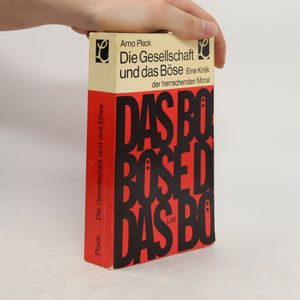 Arno Plack
Die Gesellschaft
und das Böse Eine Kritik
der herrschenden Moral
DAS BÖ
BÖSE D
DAS BÖ
List
Plack Die Gesellschaft und das Böse